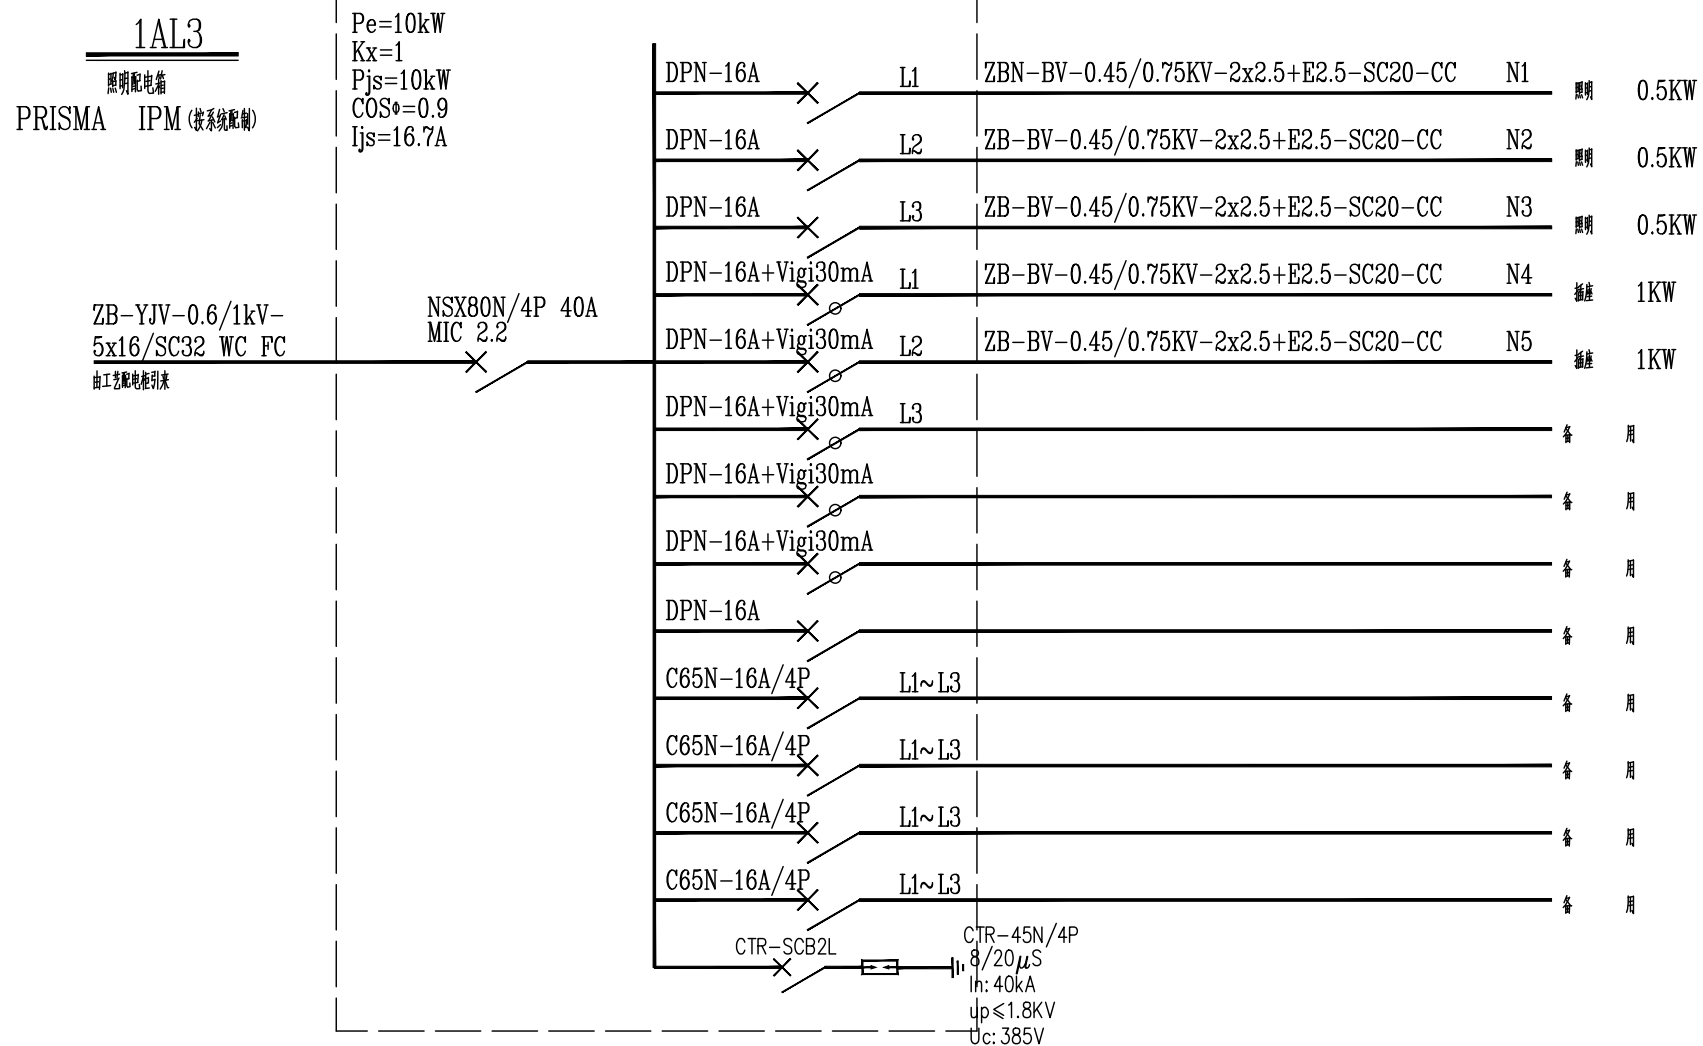 1AL3
照明配电箱
PRISMA IPM(按系统配制)
Pe=10kW
Kx=1
Pjs=10kW
COSΦ=0.9
Ijs=16.7A
ZB-YJV-0.6/1kV-
5x16/SC32 WC FC
由工艺配电柜引来
NSX80N/4P 40A
MIC 2.2
DPN-16A L1 ZBN-BV-0.45/0.75KV-2x2.5+E2.5-SC20-CC N1 照明 0.5KW
DPN-16A L2 ZB-BV-0.45/0.75KV-2x2.5+E2.5-SC20-CC N2 照明 0.5KW
DPN-16A L3 ZB-BV-0.45/0.75KV-2x2.5+E2.5-SC20-CC N3 照明 0.5KW
DPN-16A+Vigi30mA L1 ZB-BV-0.45/0.75KV-2x2.5+E2.5-SC20-CC N4 插座 1KW
DPN-16A+Vigi30mA L2 ZB-BV-0.45/0.75KV-2x2.5+E2.5-SC20-CC N5 插座 1KW
DPN-16A+Vigi30mA L3 备 用
DPN-16A+Vigi30mA 备 用
DPN-16A+Vigi30mA 备 用
DPN-16A 备 用
C65N-16A/4P L1~L3 备 用
C65N-16A/4P L1~L3 备 用
C65N-16A/4P L1~L3 备 用
C65N-16A/4P L1~L3 备 用
CTR-SCB2L
CTR-45N/4P
8/20μS
In:40kA
up≤1.8KV
Uc:385V